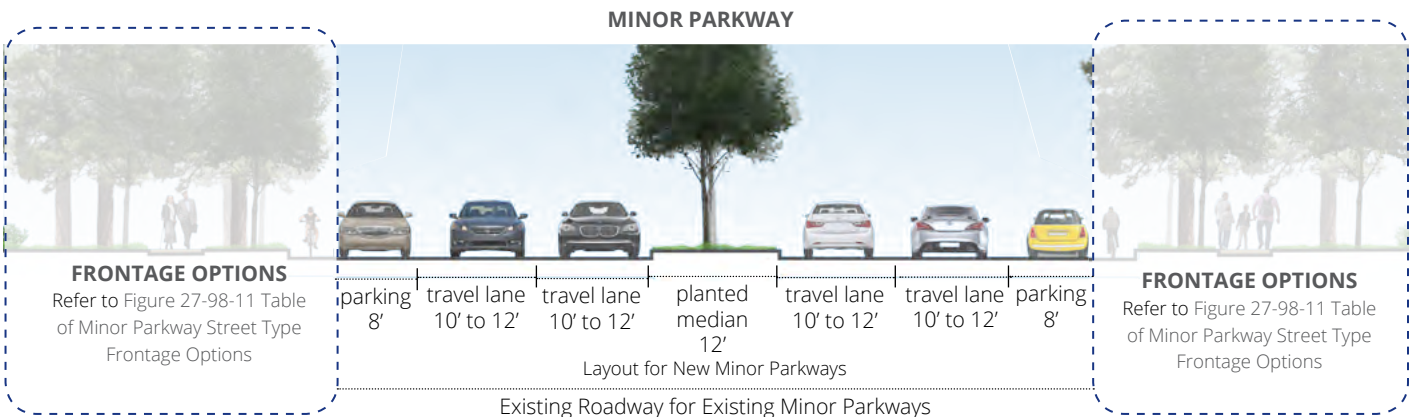 MINOR PARKWAY
FRONTAGE OPTIONS
Refer to Figure 27-98-11 Table
of Minor Parkway Street Type
Frontage Options
parking
8’
travel lane
10’ to 12’
travel lane
10’ to 12’
planted
median
12’
travel lane
10’ to 12’
travel lane
10’ to 12’
parking
8’
Layout for New Minor Parkways
Existing Roadway for Existing Minor Parkways
FRONTAGE OPTIONS
Refer to Figure 27-98-11 Table
of Minor Parkway Street Type
Frontage Options